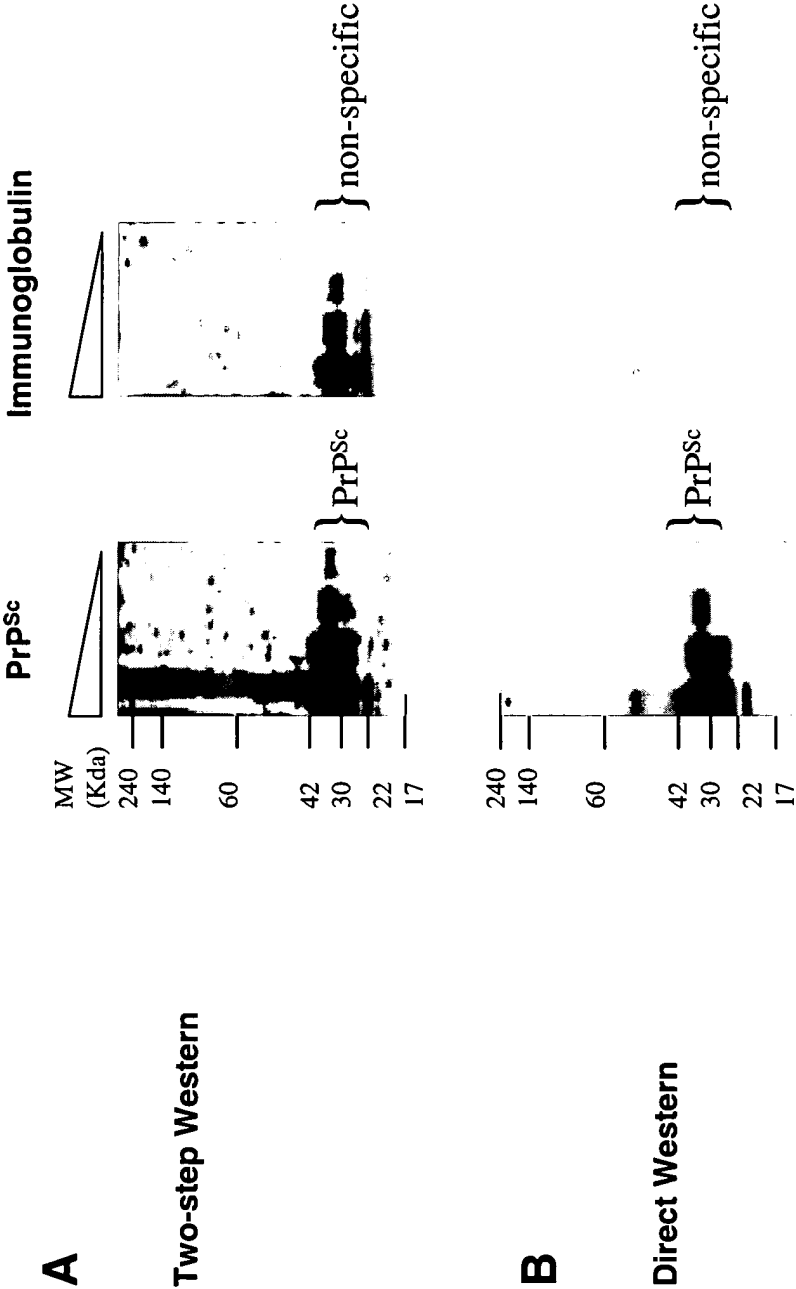 PrPSc
Immunoglobulin
A
Two-step Western
MW
(Kda)
240
140
60
42
30
22
17
}PrPSc
}non-specific
B
Direct Western
240
140
60
42
30
22
17
}PrPSc
}non-specific